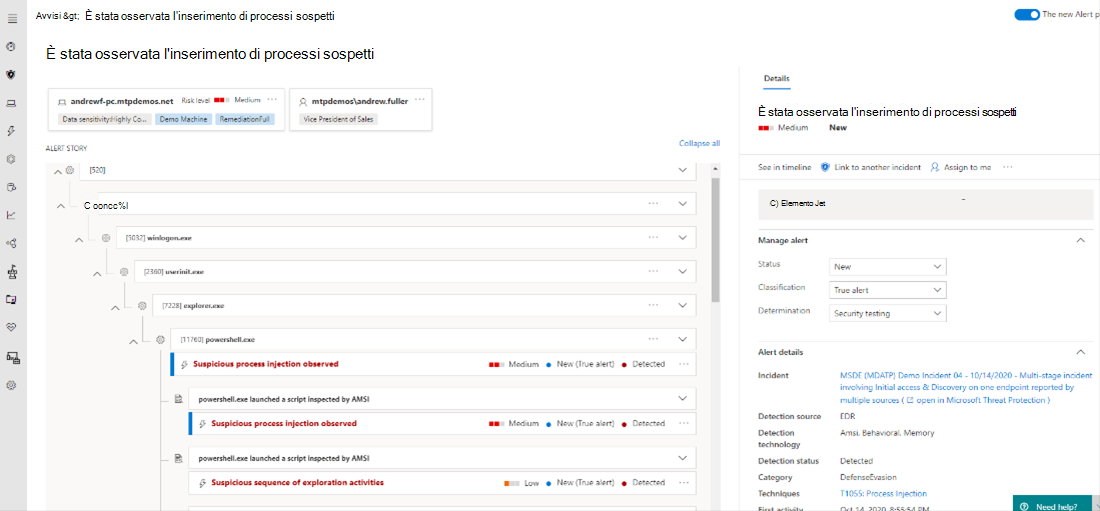 Avvisi &gt; È stata osservata l'inserimento di processi sospetti
The new Alert p
È stata osservata l'inserimento di processi sospetti
andrewf-pc.mtpdemos.net Risk level Medium ...
Data sensitivity:Highly Co... Demo Machine RemediationFull
mtpdemos\andrew.fuller ...
Vice President of Sales
ALERT STORY
Collapse all
[520]
C ooncc%l ...
[5032] winlogon.exe ...
[2360] userinit.exe ...
[7228] explorer.exe ...
[11760] powershell.exe ...
Suspicious process injection observed Medium New (True alert) Detected ...
powershell.exe launched a script inspected by AMSI
Suspicious process injection observed Medium New (True alert) Detected ...
powershell.exe launched a script inspected by AMSI
Suspicious sequence of exploration activities Low New (True alert) Detected ...
Details
È stata osservata l'inserimento di processi sospetti
Medium New
See in timeline Link to another incident Assign to me ...
C) Elemento Jet –
Manage alert
Status New
Classification True alert
Determination Security testing
Alert details
Incident MSDE (MDATP) Demo Incident 04 - 10/14/2020 - Multi-stage incident
involving Initial access & Discovery on one endpoint reported by
multiple sources ( open in Microsoft Threat Protection )
Detection source EDR
Detection Amsi, Behavioral, Memory
technology
Detection status Detected
Category DefenseEvasion
Techniques T1055: Process Injection
First activity Oct 14, 2020, 8:55:54 PM
Need help?